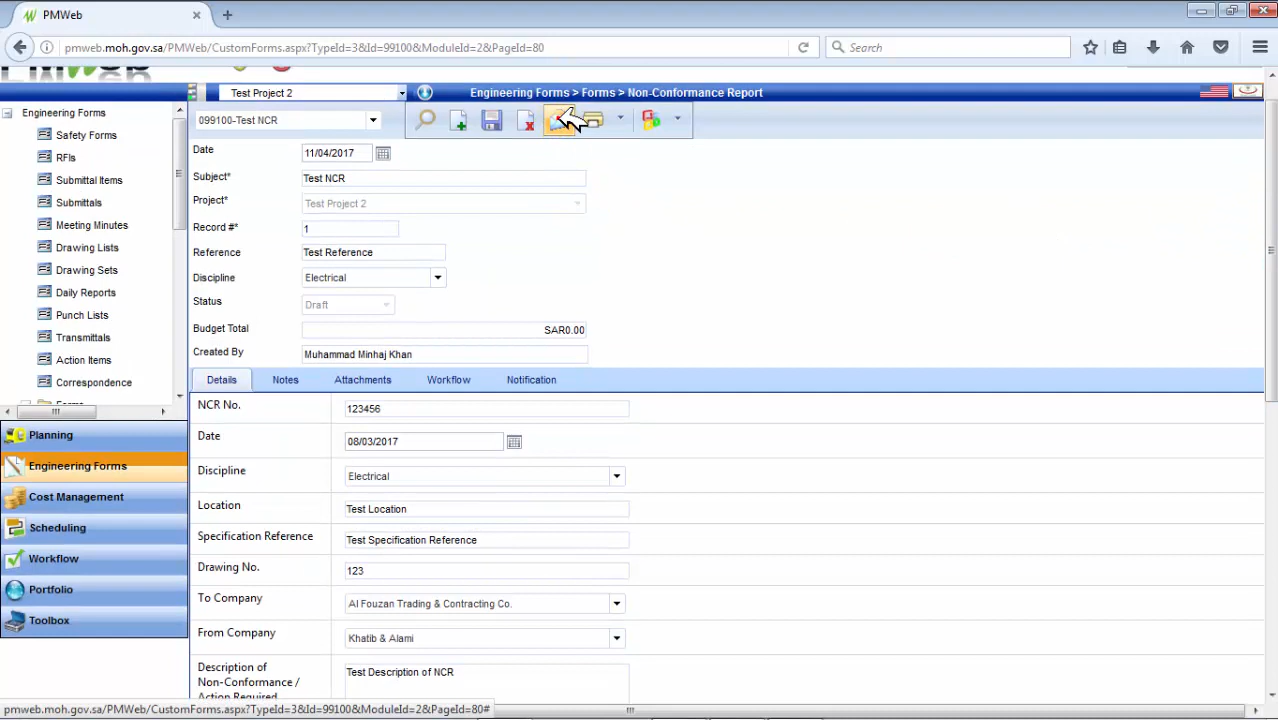 PMWeb
pmweb.moh.gov.sa/PMWeb/CustomForms.aspx?TypeId=3&Id=99100&ModuleId=2&PageId=80
Search
Test Project 2
Engineering Forms > Forms > Non-Conformance Report
Engineering Forms
Safety Forms
RFIs
Submittal Items
Submittals
Meeting Minutes
Drawing Lists
Drawing Sets
Daily Reports
Punch Lists
Transmittals
Action Items
Correspondence
Forms
Planning
Engineering Forms
Cost Management
Scheduling
Workflow
Portfolio
Toolbox
099100-Test NCR
Date 11/04/2017
Subject* Test NCR
Project* Test Project 2
Record #* 1
Reference Test Reference
Discipline Electrical
Status Draft
Budget Total SAR0.00
Created By Muhammad Minhaj Khan
Details Notes Attachments Workflow Notification
NCR No. 123456
Date 08/03/2017
Discipline Electrical
Location Test Location
Specification Reference Test Specification Reference
Drawing No. 123
To Company Al Fouzan Trading & Contracting Co.
From Company Khatib & Alami
Description of Test Description of NCR
Non-Conformance /
Action Required
pmweb.moh.gov.sa/PMWeb/CustomForms.aspx?TypeId=3&Id=99100&ModuleId=2&PageId=80#